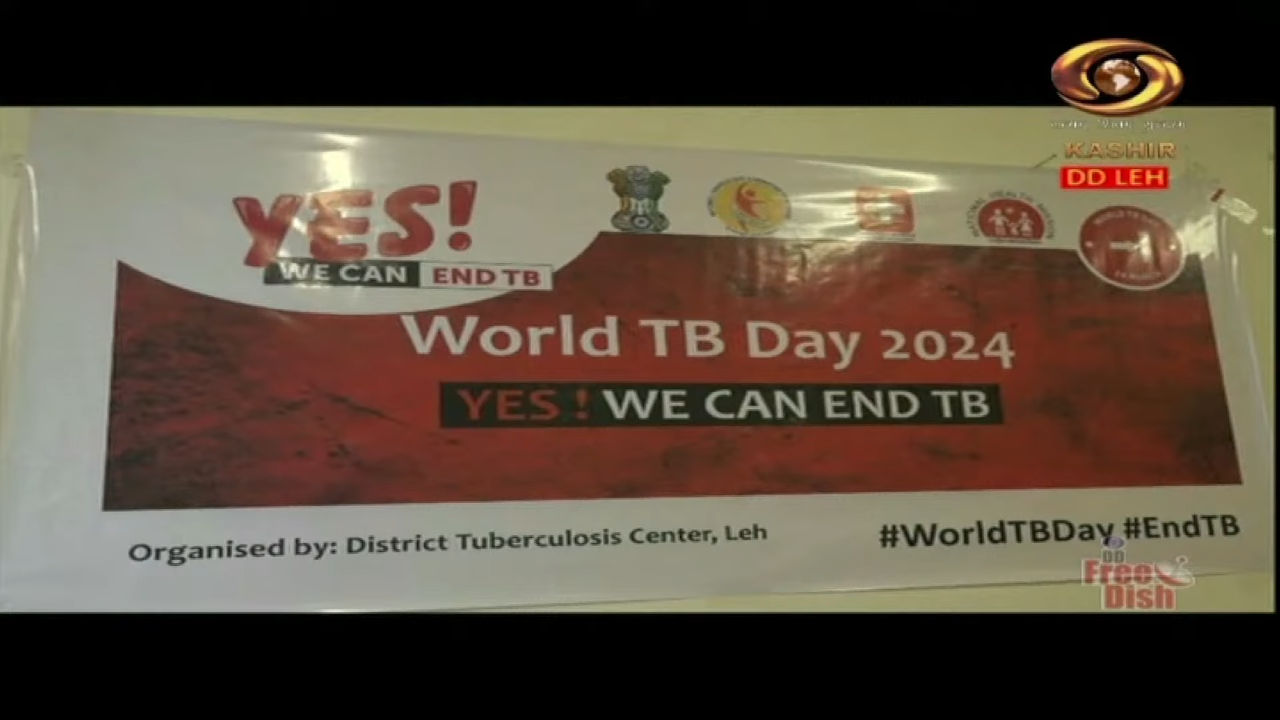 KASHIR
DD LEH
YES!
WE CAN END TB
World TB Day 2024
YES ! WE CAN END TB
Organised by: District Tuberculosis Center, Leh
#WorldTBDay #EndTB
DD
Free
Dish